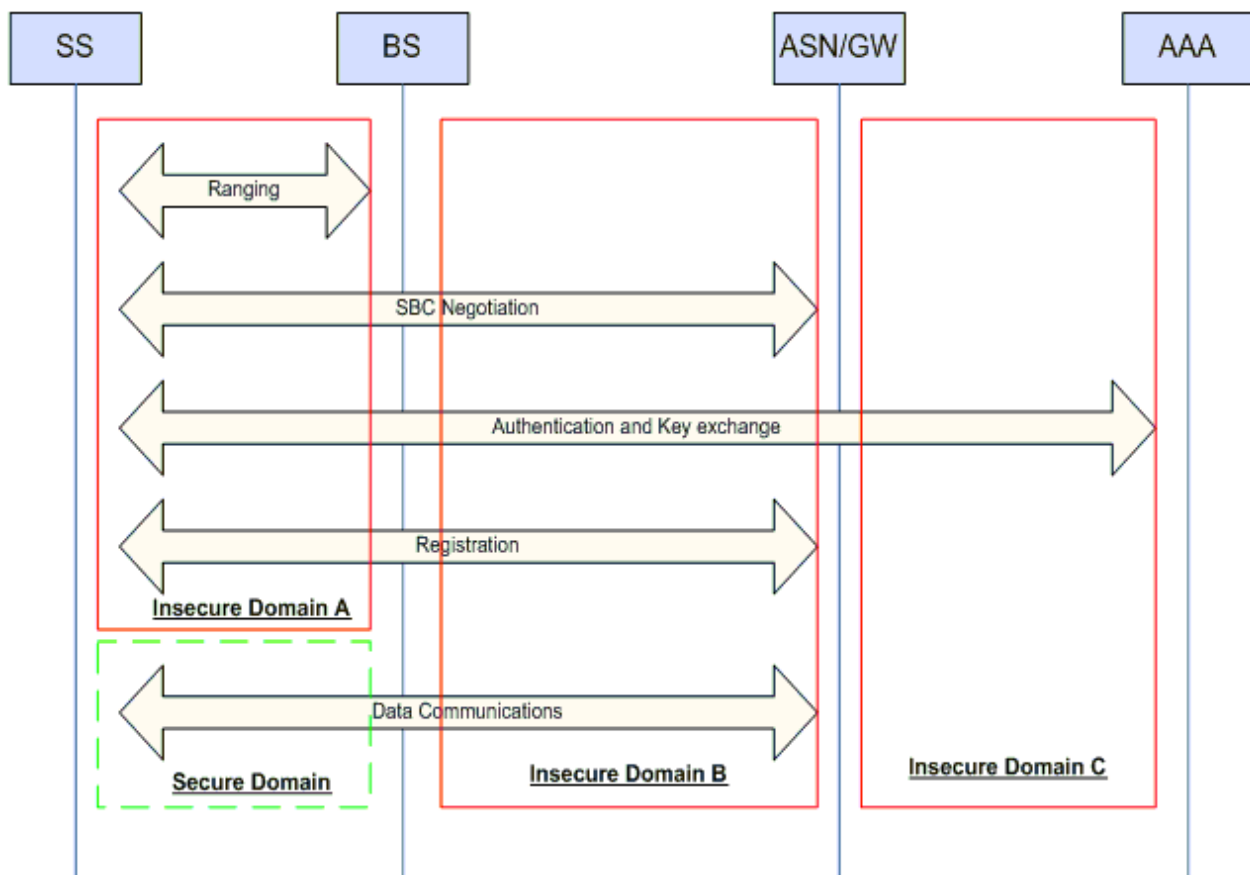 SS
BS
ASN/GW
AAA
Ranging
SBC Negotiation
Authentication and Key exchange
Registration
Insecure Domain A
Data Communications
Secure Domain
Insecure Domain B
Insecure Domain C